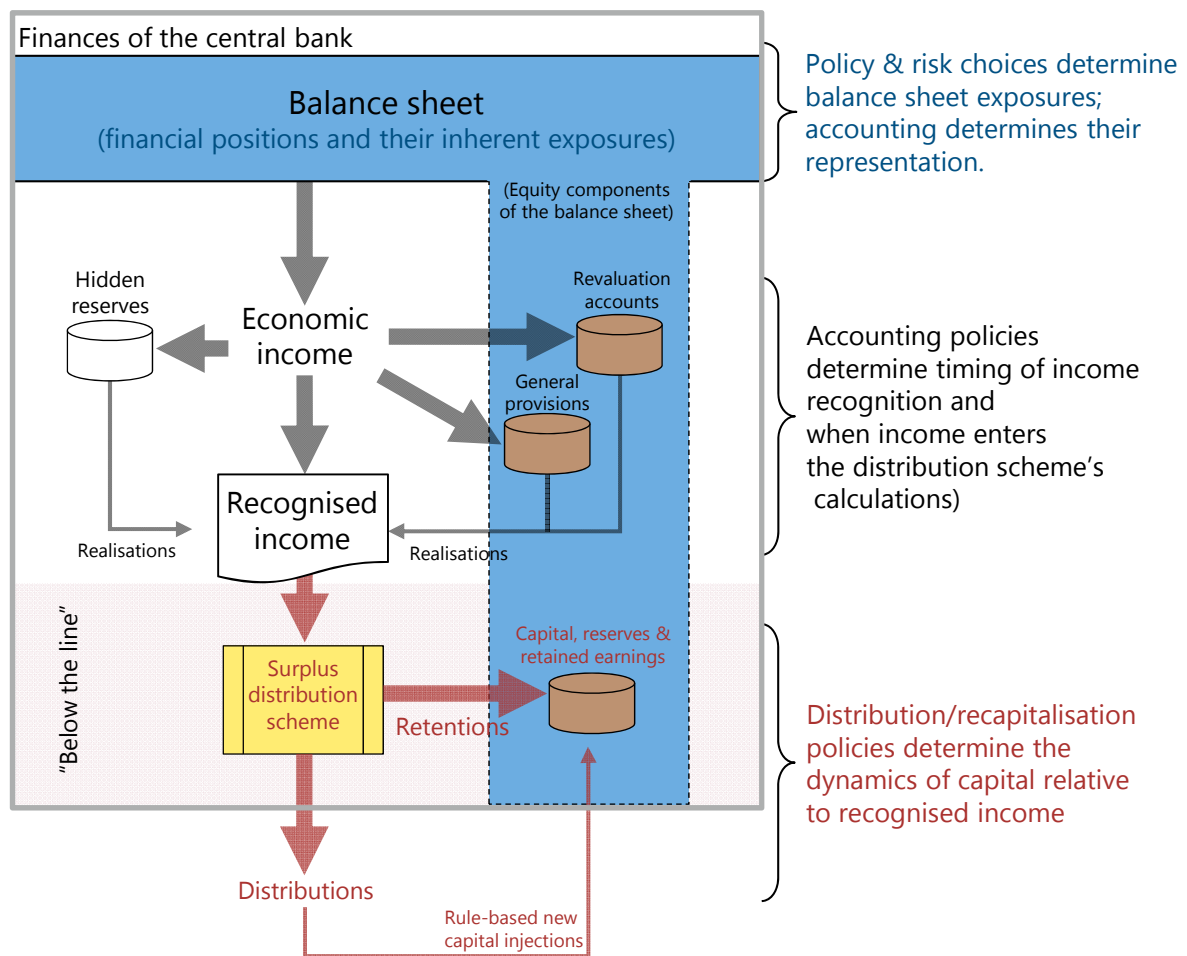 Finances of the central bank
Balance sheet
(financial positions and their inherent exposures)
Policy & risk choices determine
balance sheet exposures;
accounting determines their
representation.
(Equity components
of the balance sheet)
Hidden
reserves
Economic
income
Revaluation
accounts
General
provisions
Accounting policies
determine timing of income
recognition and
when income enters
the distribution scheme's
calculations)
Recognised
income
Realisations
Realisations
"Below the line"
Surplus
distribution
scheme
Retentions
Capital, reserves &
retained earnings
Distribution/recapitalisation
policies determine the
dynamics of capital relative
to recognised income
Distributions
Rule-based new
capital injections